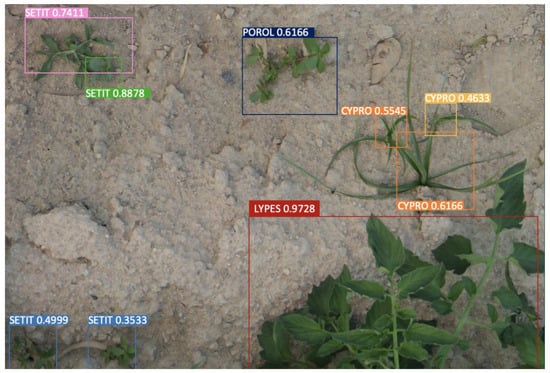 SETIT 0.7411
POROL 0.6166
SETIT 0.8878
CYPRO 0.4633
CYPRO 0.5545
CYPRO 0.6166
LYPES 0.9728
SETIT 0.4999
SETIT 0.3533